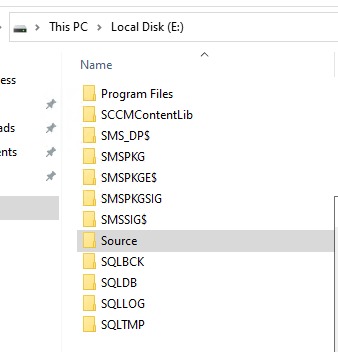 This PC
Local Disk (E:)
Name
ess
ads
ents
Program Files
SCCMContentLib
SMS_DP$
SMSPKG
SMSPKGE$
SMSPKGSIG
SMSSIG$
Source
SQLBCK
SQLDB
SQLLOG
SQLTMP